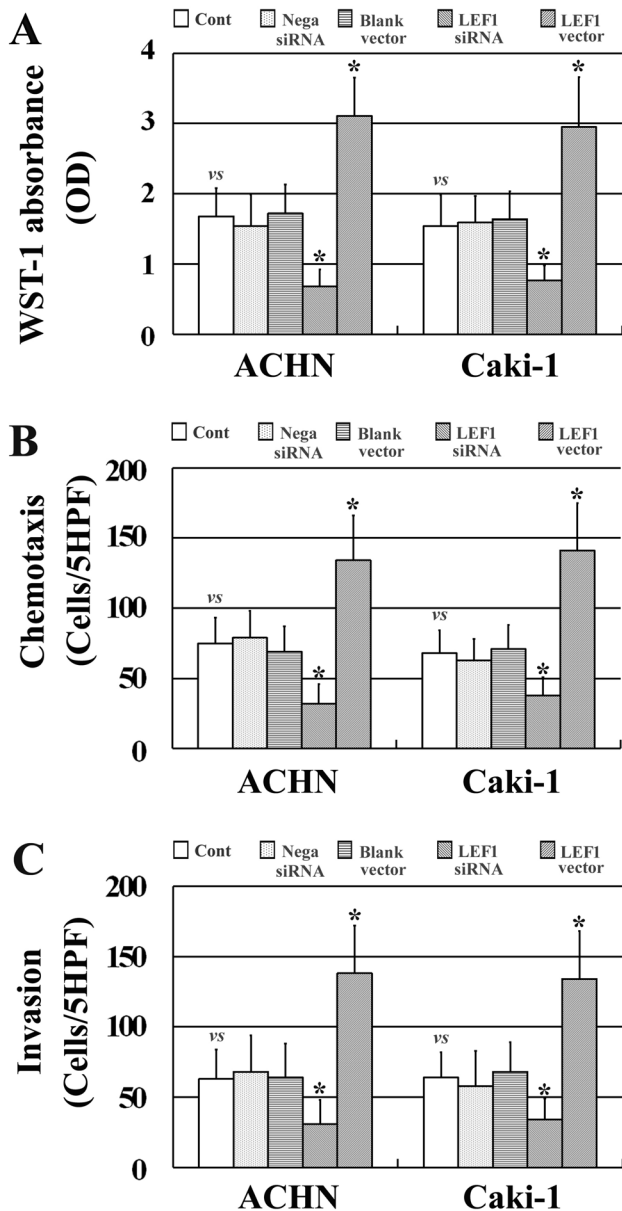 A
Cont Nega siRNA Blank vector LEF1 siRNA LEF1 vector
WST-1 absorbance
(OD)
4
3
2
1
0
vs
*
*
vs
*
*
ACHN Caki-1
B
Cont Nega siRNA Blank vector LEF1 siRNA LEF1 vector
Chemotaxis
(Cells/5HPF)
200
150
100
50
0
vs
*
*
vs
*
*
ACHN Caki-1
C
Cont Nega siRNA Blank vector LEF1 siRNA LEF1 vector
Invasion
(Cells/5HPF)
200
150
100
50
0
vs
*
*
vs
*
*
ACHN Caki-1